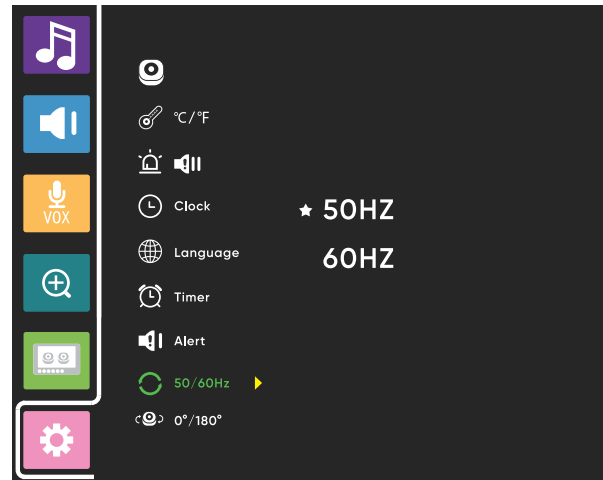 °C/°F
VOX
Clock
★ 50HZ
Language
60HZ
Timer
Alert
50/60Hz
0°/180°